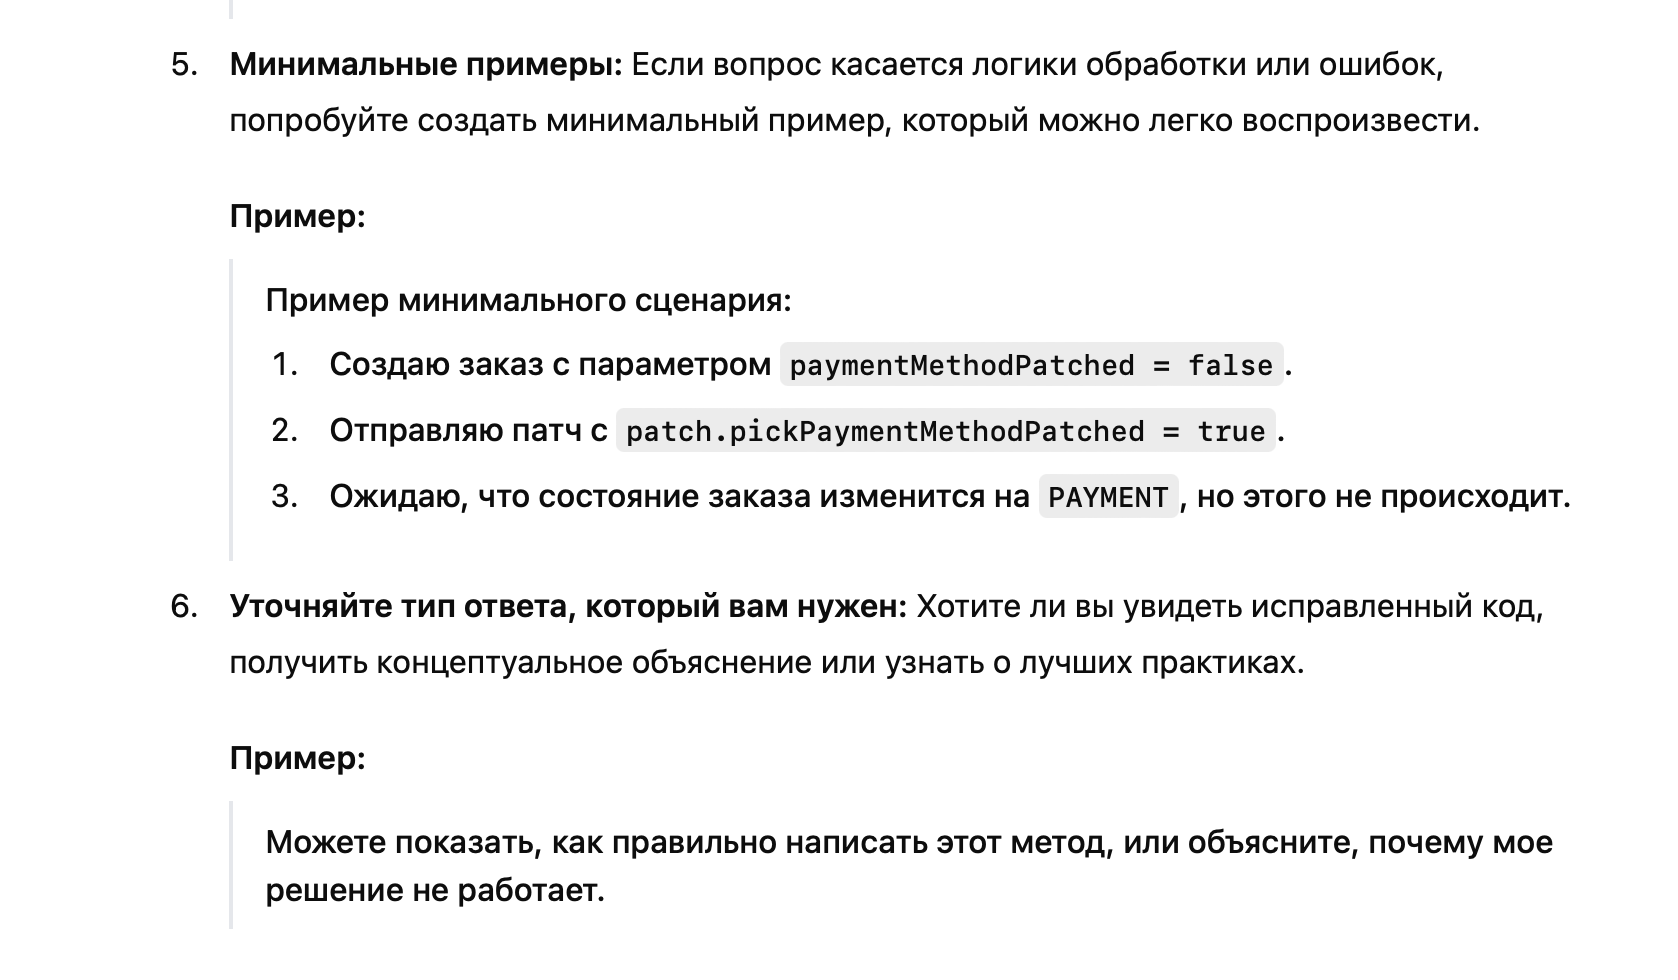 5. Минимальные примеры: Если вопрос касается логики обработки или ошибок,
попробуйте создать минимальный пример, который можно легко воспроизвести.
Пример:
Пример минимального сценария:
1. Создаю заказ с параметром paymentMethodPatched = false.
2. Отправляю патч с patch.pickPaymentMethodPatched = true.
3. Ожидаю, что состояние заказа изменится на PAYMENT, но этого не происходит.
6. Уточняйте тип ответа, который вам нужен: Хотите ли вы увидеть исправленный код,
получить концептуальное объяснение или узнать о лучших практиках.
Пример:
Можете показать, как правильно написать этот метод, или объясните, почему мое
решение не работает.